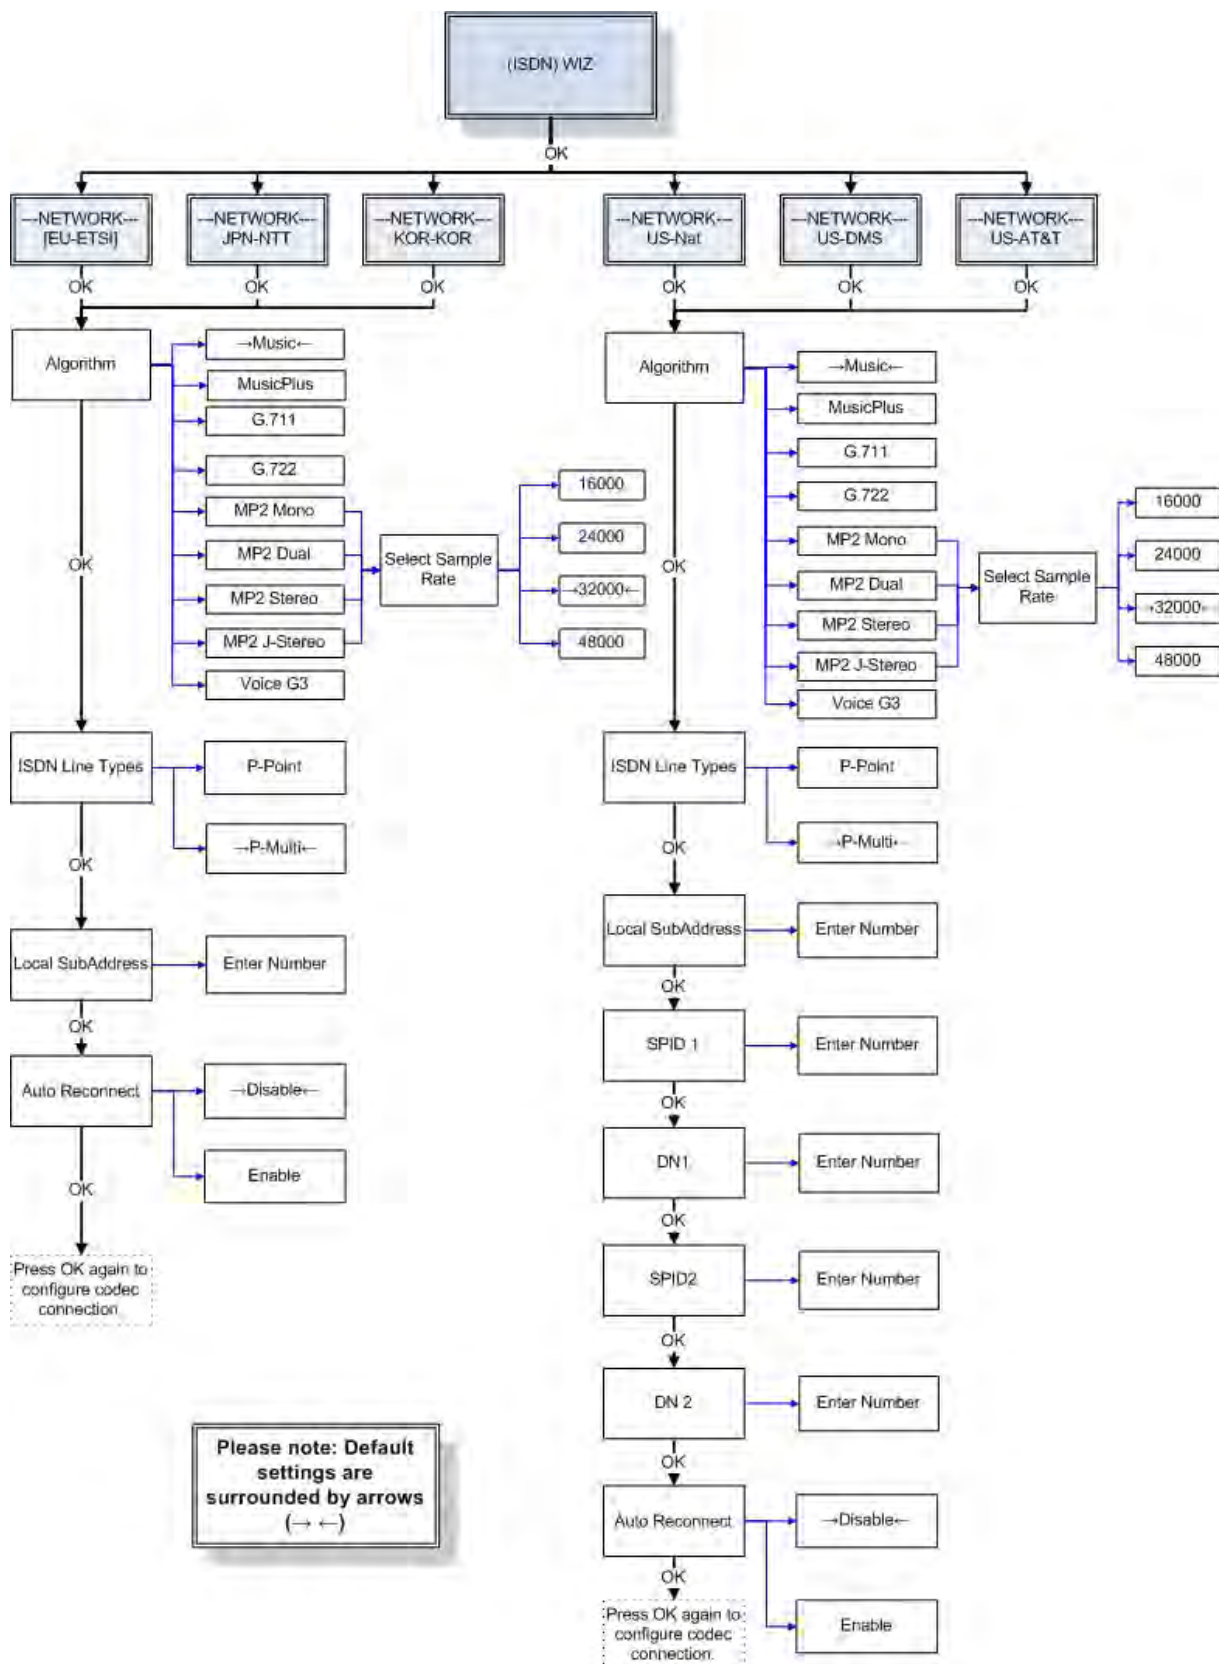 (ISDN) WIZ
OK
---NETWORK---
[EU-ETSI]
---NETWORK---
JPN-NTT
---NETWORK---
KOR-KOR
---NETWORK---
US-Nat
---NETWORK---
US-DMS
---NETWORK---
US-AT&T
OK
OK
OK
OK
OK
OK
Algorithm
→Music←
MusicPlus
G.711
G.722
MP2 Mono
MP2 Dual
MP2 Stereo
MP2 J-Stereo
Voice G3
Select Sample
Rate
16000
24000
→32000←
48000
OK
ISDN Line Types
P-Point
→P-Multi←
OK
Local SubAddress
Enter Number
OK
Auto Reconnect
→Disable←
Enable
OK
Press OK again to
configure codec
connection
Algorithm
→Music←
MusicPlus
G.711
G.722
MP2 Mono
MP2 Dual
MP2 Stereo
MP2 J-Stereo
Voice G3
Select Sample
Rate
16000
24000
→32000←
48000
OK
ISDN Line Types
P-Point
→P-Multi←
OK
Local SubAddress
Enter Number
OK
SPID 1
Enter Number
OK
DN1
Enter Number
OK
SPID2
Enter Number
OK
DN 2
Enter Number
OK
Auto Reconnect
→Disable←
Enable
OK
Press OK again to
configure codec
connection.
Please note: Default
settings are
surrounded by arrows
(→ ←)